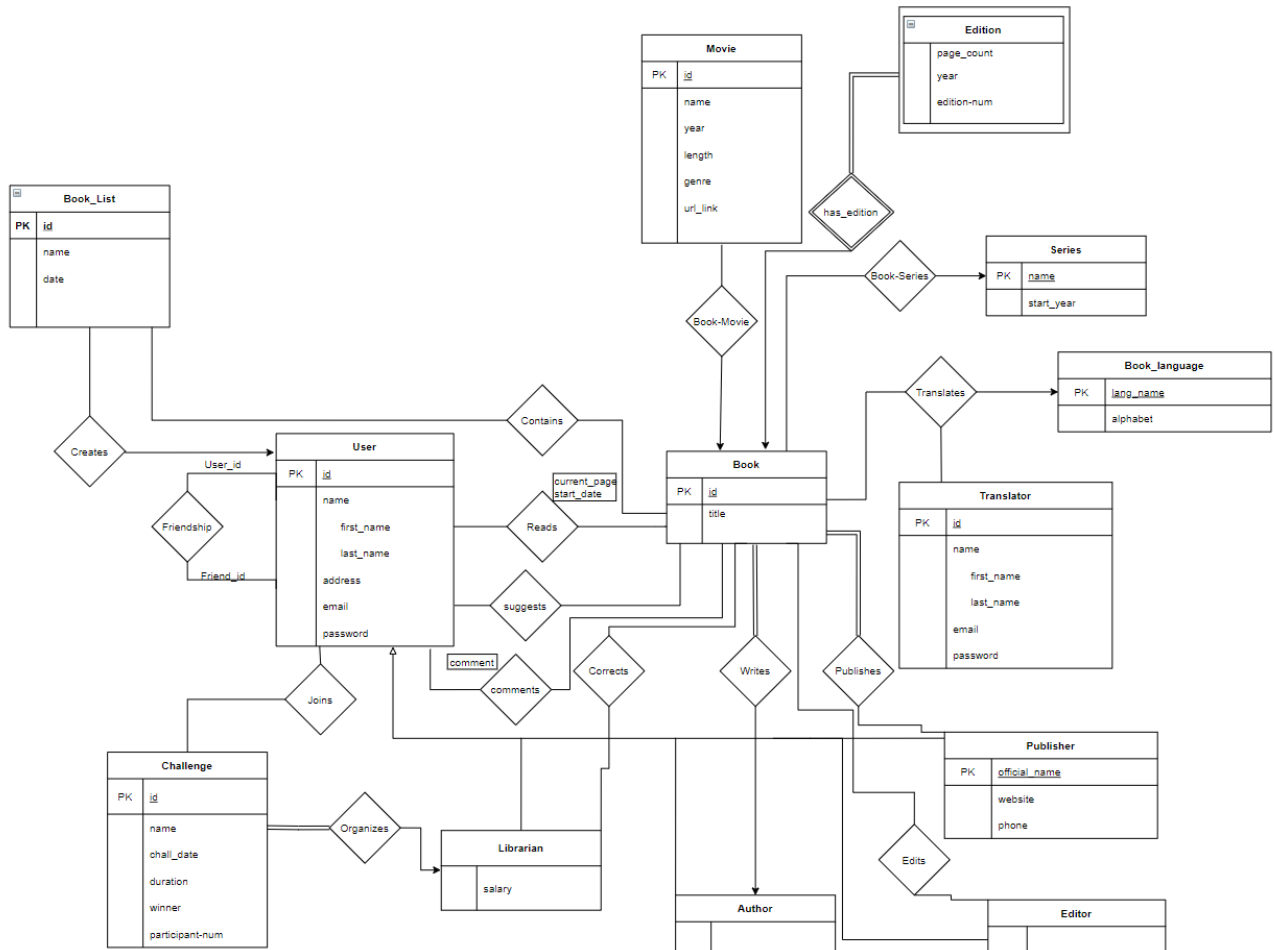 Edition
page_count
year
edition-num
Movie
PK id
name
year
length
genre
url_link
has_edition
Book_List
PK id
name
date
Series
PK name
start_year
Book-Series
Book-Movie
Book_language
PK lang_name
alphabet
Translates
Contains
Creates
User
PK id
name
first_name
last_name
address
email
password
User_id
Friendship
Friend_id
current_page
start_date
Reads
Book
PK id
title
Translator
PK id
name
first_name
last_name
email
password
suggests
comment
comments
Corrects
Writes
Publishes
Joins
Publisher
PK official_name
website
phone
Challenge
PK id
name
chall_date
duration
winner
participant-num
Organizes
Librarian
salary
Edits
Author
Editor